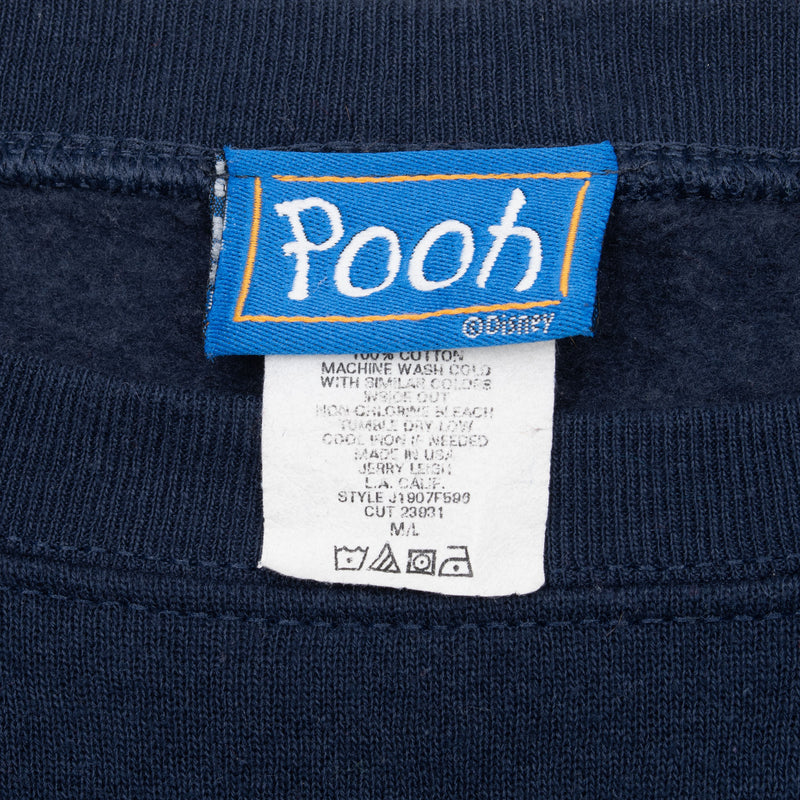 Pooh
©Disney
100% COTTON
MACHINE WASH COLD
WITH SIMILAR COLORS
INSIDE OUT
NON-CHLORINE BLEACH
TUMBLE DRY LOW
COOL IRON IF NEEDED
MADE IN USA
JERRY LEIGH
L.A. CALIF.
STYLE J1907F596
CUT 23931
M/L